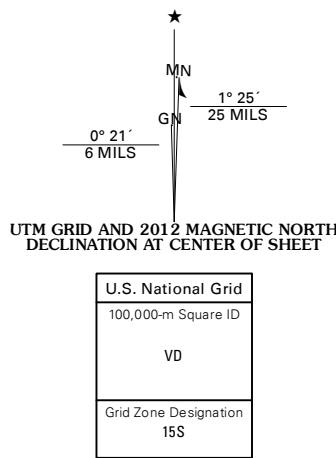 ★
MN
1° 25´
25 MILS
GN
0° 21´
6 MILS
UTM GRID AND 2012 MAGNETIC NORTH
DECLINATION AT CENTER OF SHEET
U.S. National Grid
100,000-m Square ID
VD
Grid Zone Designation
15S